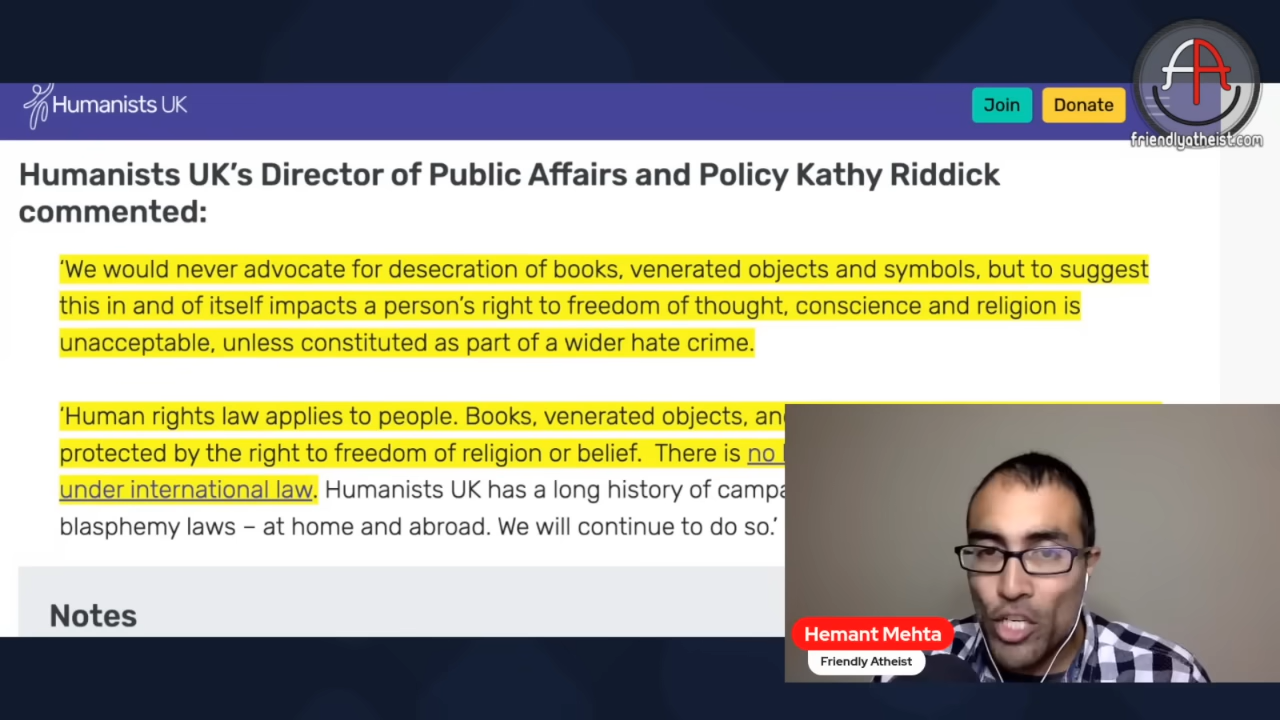 Humanists UK
Join
Donate
AA
friendlyatheist.com
Humanists UK’s Director of Public Affairs and Policy Kathy Riddick
commented:
‘We would never advocate for desecration of books, venerated objects and symbols, but to suggest
this in and of itself impacts a person’s right to freedom of thought, conscience and religion is
unacceptable, unless constituted as part of a wider hate crime.
‘Human rights law applies to people. Books, venerated objects,
protected by the right to freedom of religion or belief. There is no
under international law. Humanists UK has a long history of
blasphemy laws – at home and abroad. We will continue to do so.’
Notes
Hemant Mehta
Friendly Atheist